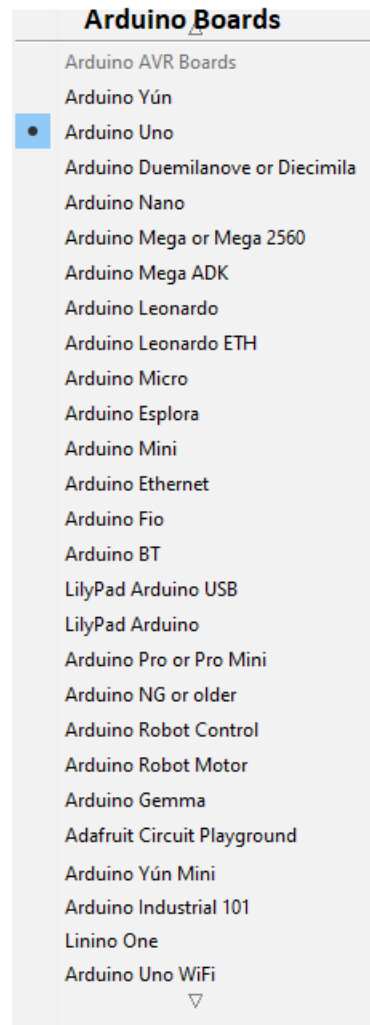 Arduino Boards
Arduino AVR Boards
Arduino Yún
Arduino Uno
Arduino Duemilanove or Diecimila
Arduino Nano
Arduino Mega or Mega 2560
Arduino Mega ADK
Arduino Leonardo
Arduino Leonardo ETH
Arduino Micro
Arduino Esplora
Arduino Mini
Arduino Ethernet
Arduino Fio
Arduino BT
LilyPad Arduino USB
LilyPad Arduino
Arduino Pro or Pro Mini
Arduino NG or older
Arduino Robot Control
Arduino Robot Motor
Arduino Gemma
Adafruit Circuit Playground
Arduino Yún Mini
Arduino Industrial 101
Linino One
Arduino Uno WiFi